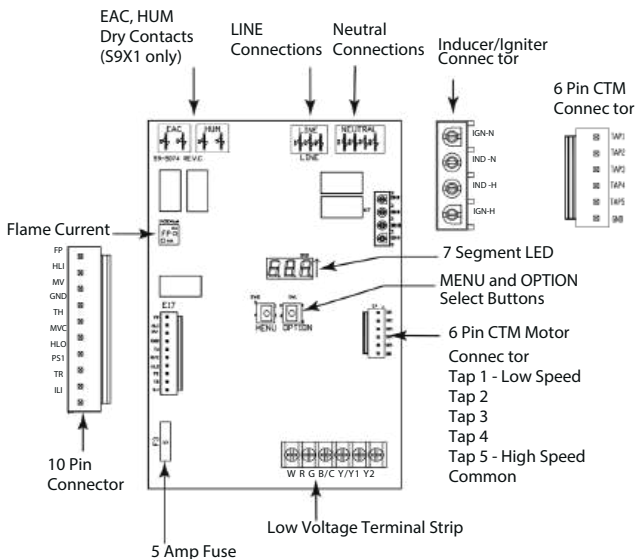 EAC, HUM
Dry Contacts
(S9X1 only)
LINE
Connections
Neutral
Connections
Inducer/Igniter
Connec tor
6 Pin CTM
Connec tor
EAC
HUM
LINE
NEUTRAL
LINE
IGN-N
IND -N
IND -H
IGN-H
TAP1
TAP2
TAP3
TAP4
TAP5
GND
Flame Current
FP
HLI
MV
GND
TH
MVC
HLO
PS1
TR
ILI
10 Pin
Connector
E17
7 Segment LED
MENU and OPTION
Select Buttons
MENU
OPTION
6 Pin CTM Motor
Connec tor
Tap 1 - Low Speed
Tap 2
Tap 3
Tap 4
Tap 5 - High Speed
Common
F3
W R G B/C Y/Y1 Y2
Low Voltage Terminal Strip
5 Amp Fuse